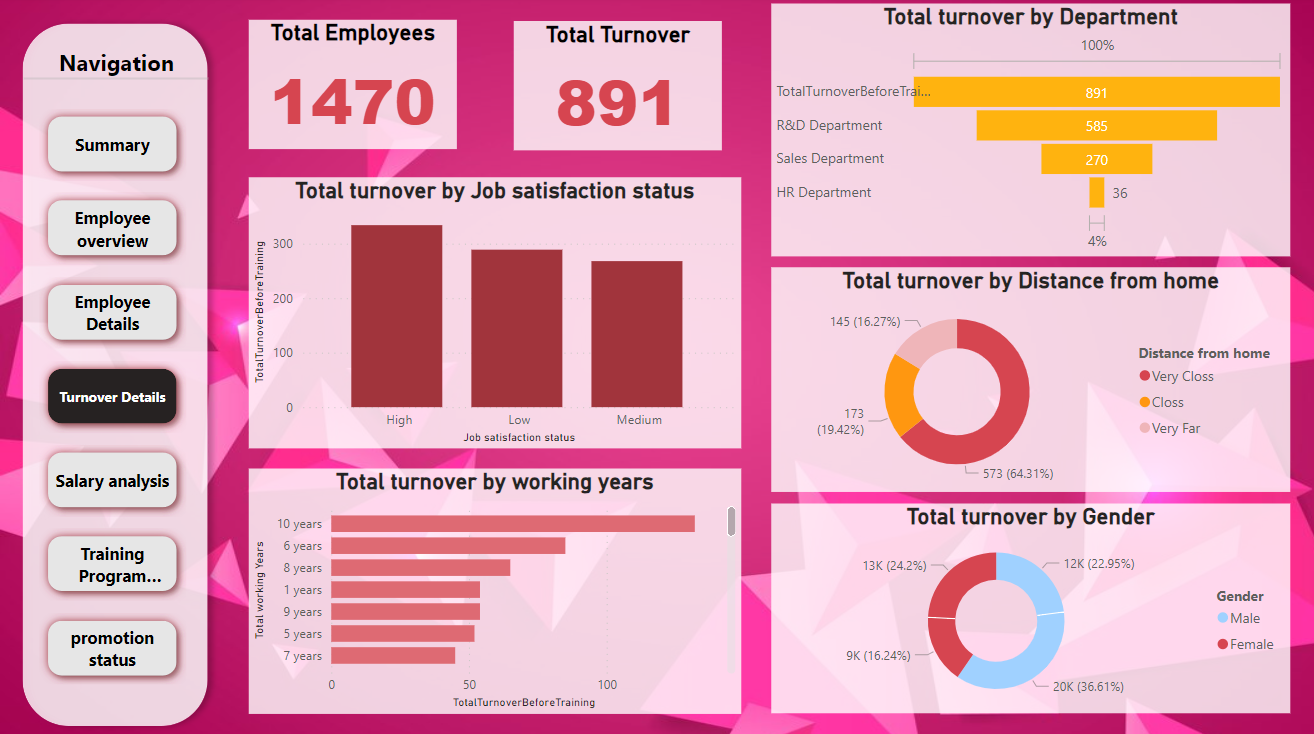 Navigation
Summary
Employee
overview
Employee
Details
Turnover Details
Salary analysis
Training
Program...
promotion
status
Total Employees
1470
Total Turnover
891
Total turnover by Job satisfaction status
TotalTurnoverBeforeTraining
300
200
100
0
High
Low
Medium
Job satisfaction status
Total turnover by working years
Total working Years
10 years
6 years
8 years
1 years
9 years
5 years
7 years
0
50
100
TotalTurnoverBeforeTraining
Total turnover by Department
100%
TotalTurnoverBeforeTrai... 891
R&D Department 585
Sales Department 270
HR Department 36
4%
Total turnover by Distance from home
145 (16.27%)
173
(19.42%)
573 (64.31%)
Distance from home
Very Closs
Closs
Very Far
Total turnover by Gender
13K (24.2%)
12K (22.95%)
9K (16.24%)
20K (36.61%)
Gender
Male
Female